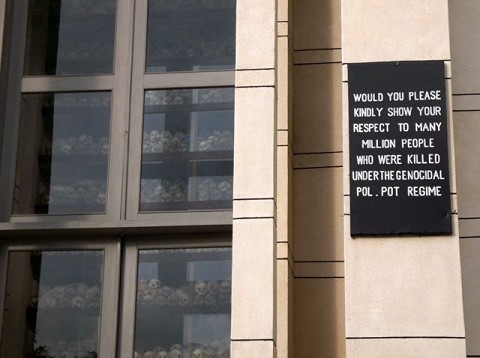 WOULD YOU PLEASE
KINDLY SHOW YOUR
RESPECT TO MANY
MILLION PEOPLE
WHO WERE KILLED
UNDER THE GENOCIDAL
POL . POT REGIME